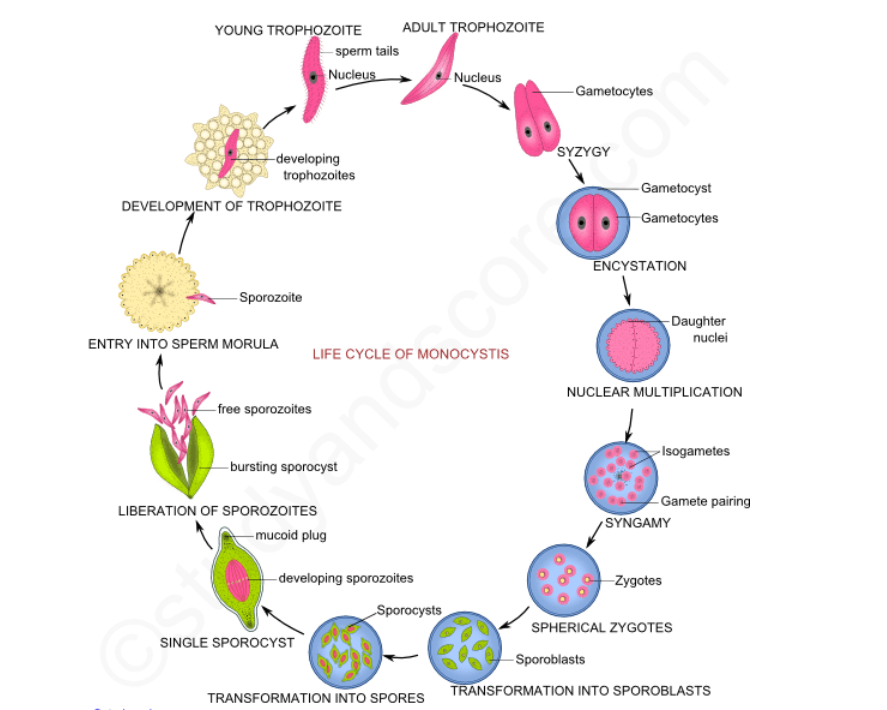 YOUNG TROPHOZOITE
ADULT TROPHOZOITE
sperm tails
Nucleus
Nucleus
Gametocytes
SYZYGY
developing
trophozoites
Gametocyst
Gametocytes
DEVELOPMENT OF TROPHOZOITE
ENCYSTATION
Sporozoite
Daughter
nuclei
ENTRY INTO SPERM MORULA
LIFE CYCLE OF MONOCYSTIS
NUCLEAR MULTIPLICATION
free sporozoites
Isogametes
bursting sporocyst
Gamete pairing
LIBERATION OF SPOROZOITES
SYNGAMY
mucoid plug
developing sporozoites
Zygotes
Sporocysts
SPHERICAL ZYGOTES
SINGLE SPOROCYST
Sporoblasts
TRANSFORMATION INTO SPORES
TRANSFORMATION INTO SPOROBLASTS
©studyandscore.com